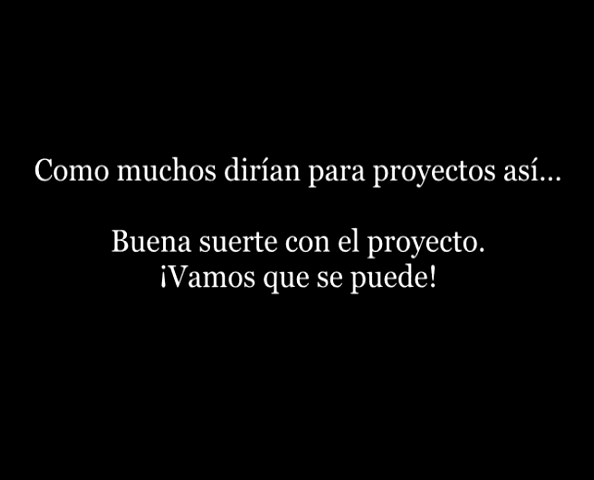 Como muchos dirían para proyectos así...
Buena suerte con el proyecto.
¡Vamos que se puede!